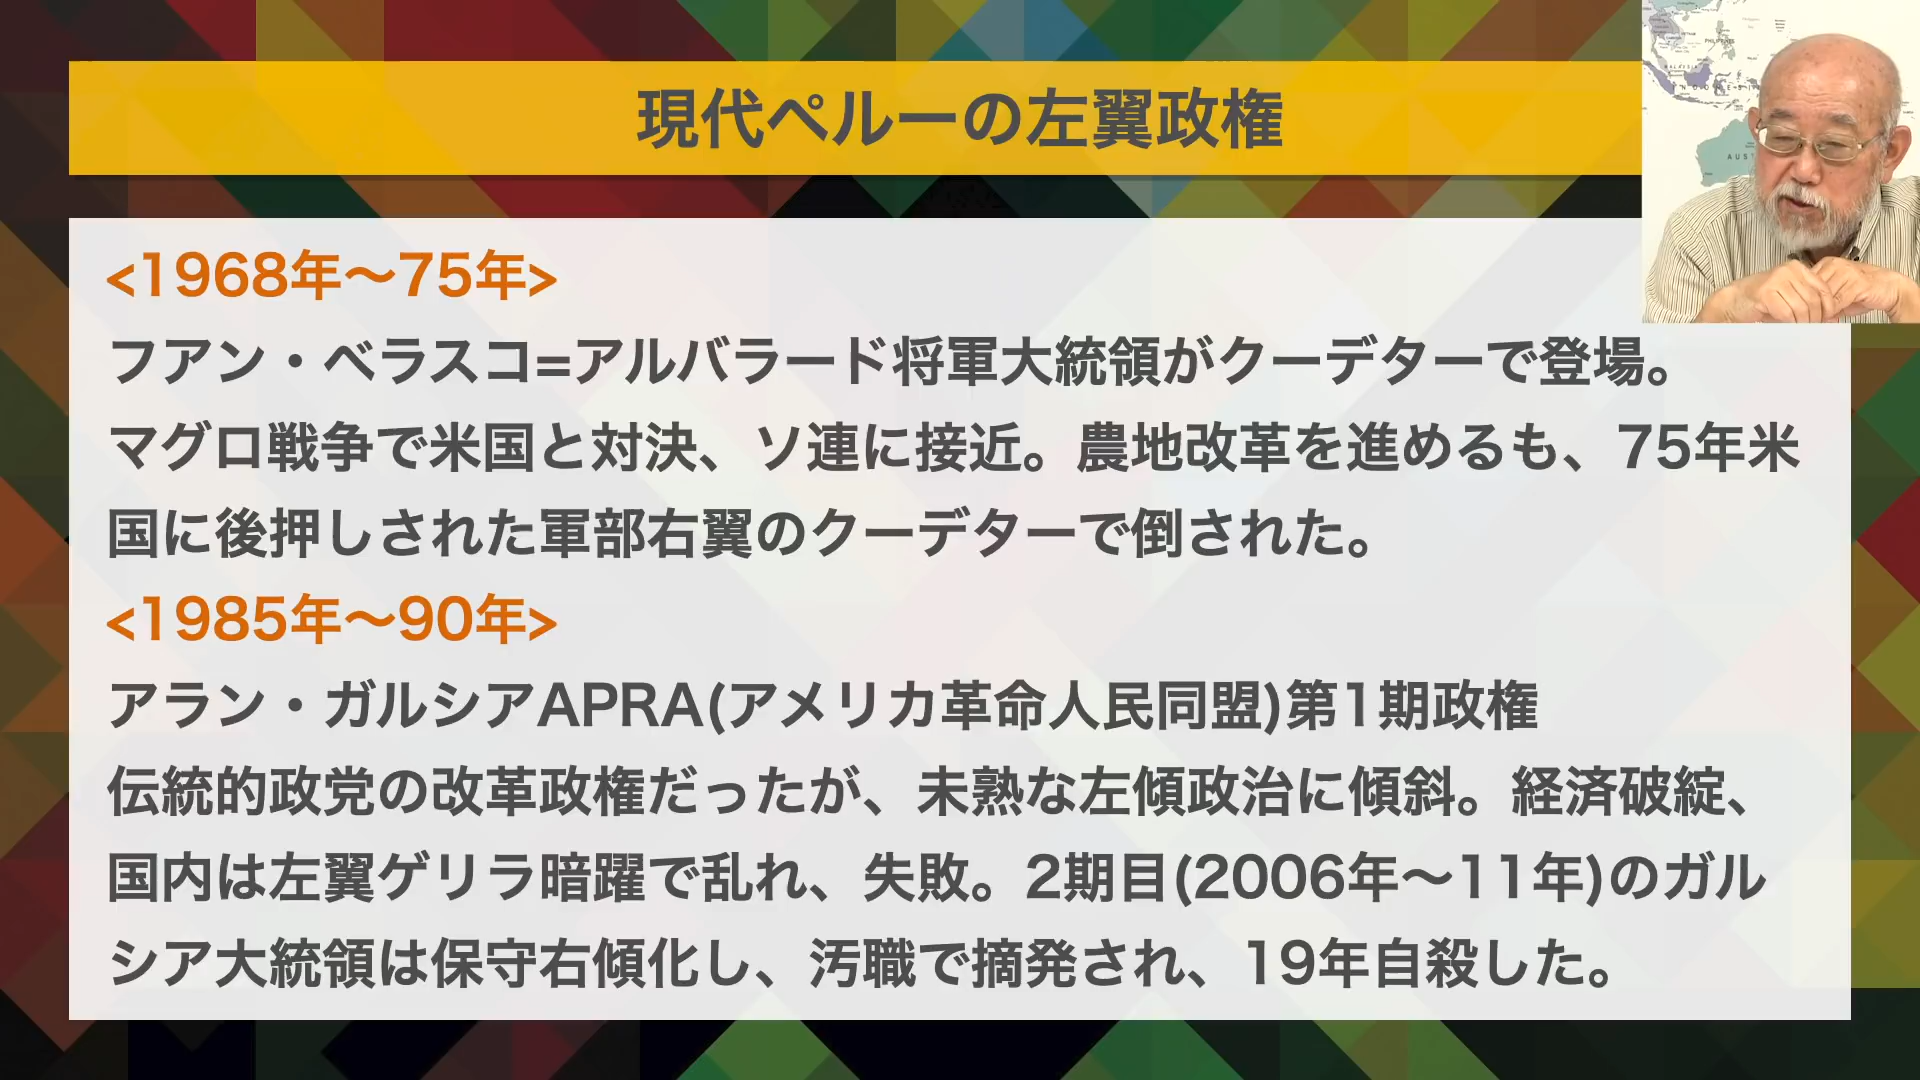 現代ペルーの左翼政権
<1968年〜75年>
フアン・ベラスコ=アルバラード将軍大統領がクーデターで登場。
マグロ戦争で米国と対決、ソ連に接近。農地改革を進めるも、75年米
国に後押しされた軍部右翼のクーデターで倒された。
<1985年〜90年>
アラン・ガルシアAPRA(アメリカ革命人民同盟)第1期政権
伝統的政党の改革政権だったが、未熟な左傾政治に傾斜。経済破綻、
国内は左翼ゲリラ暗躍で乱れ、失敗。2期目(2006年〜11年)のガル
シア大統領は保守右傾化し、汚職で摘発され、19年自殺した。